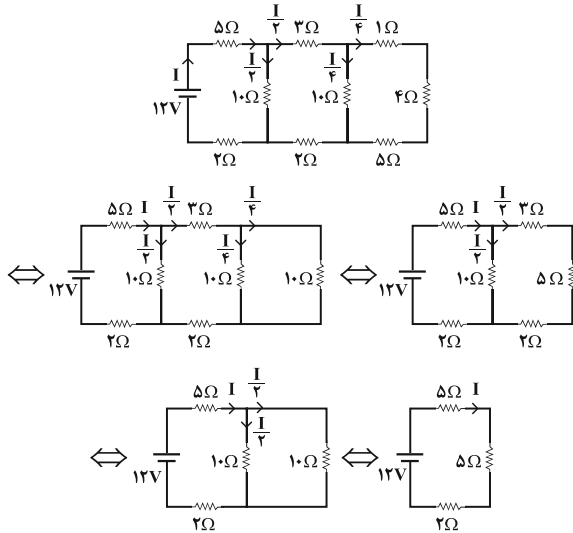 ۵Ω I/۲ ۳Ω I/۴ ۱Ω
I I/۲ I/۴
۱۲V ۱۰Ω ۱۰Ω ۴Ω
۲Ω ۲Ω ۵Ω
۵Ω I I/۲ ۳Ω I/۴
I/۲ I/۴
۱۲V ۱۰Ω ۱۰Ω ۱۰Ω
۲Ω ۲Ω
۵Ω I I/۲ ۳Ω
I/۲
۱۲V ۱۰Ω ۵Ω
۲Ω ۲Ω
۵Ω I I/۲
I/۲
۱۲V ۱۰Ω ۱۰Ω
۲Ω
۵Ω I
۱۲V ۵Ω
۲Ω